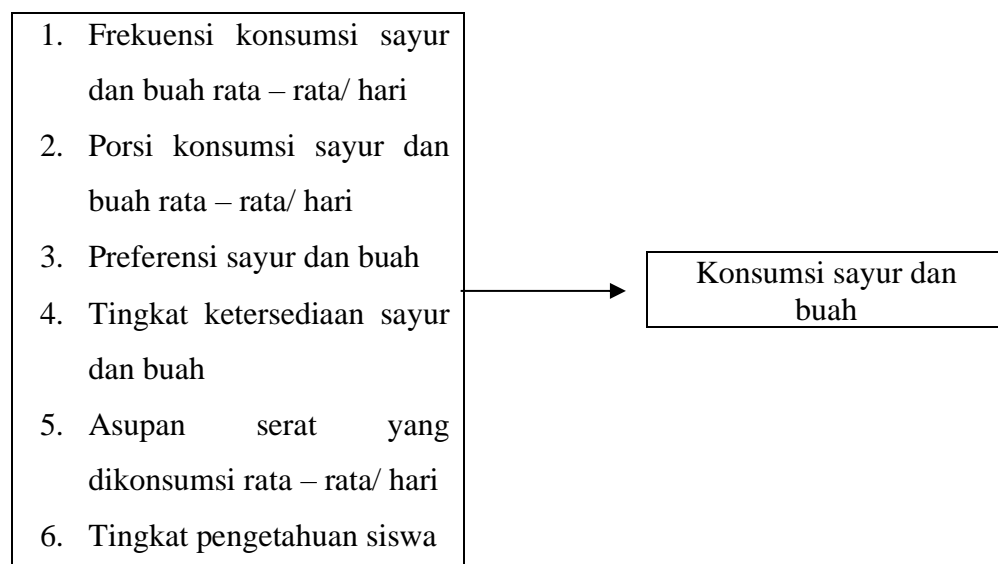 1. Frekuensi konsumsi sayur
dan buah rata – rata/ hari
2. Porsi konsumsi sayur dan
buah rata – rata/ hari
3. Preferensi sayur dan buah
4. Tingkat ketersediaan sayur
dan buah
5. Asupan serat yang
dikonsumsi rata – rata/ hari
6. Tingkat pengetahuan siswa
Konsumsi sayur dan
buah